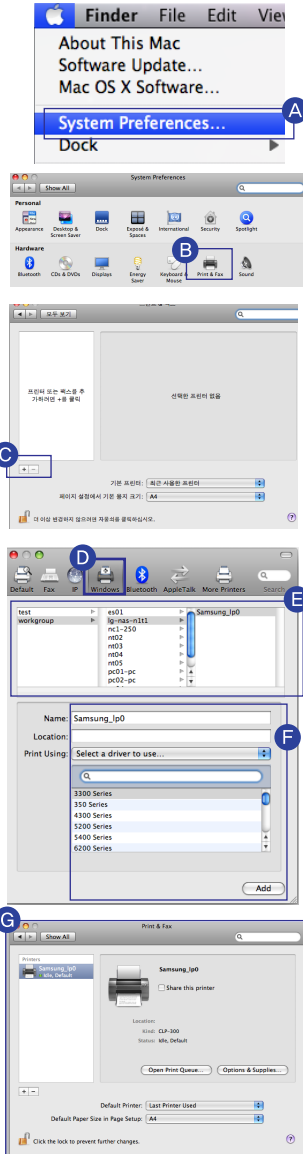 Finder File Edit Viev
About This Mac
Software Update...
Mac OS X Software...
A
System Preferences...
Dock
System Preferences
Show All
Personal
Appearance
Desktop & Screen Saver
Dock
Exposé & Spaces
International
Security
Spotlight
B
Hardware
Bluetooth
CDs & DVDs
Displays
Energy Saver
Keyboard & Mouse
Print & Fax
Sound
모두 보기
프린터 또는 팩스를 추
가하려면 +를 클릭
선택한 프린터 없음
C
+ −
기본 프린터: 최근 사용한 프린터
페이지 설정에서 기본 용지 크기: A4
더 이상 변경하지 않으려면 자물쇠를 클릭하십시오.
?
D
Default Fax IP Windows Bluetooth AppleTalk More Printers Search
E
test
workgroup
es01
lg-nas-n1t1
nc1-250
nt02
nt03
nt04
nt05
pc01-pc
pc02-pc
Samsung_lp0
Name: Samsung_lp0
F
Location:
Print Using: Select a driver to use...
3300 Series
350 Series
4300 Series
5200 Series
5400 Series
6200 Series
Add
G
Print & Fax
Show All
Printers
Samsung_lp0
Idle, Default
Samsung_lp0
Share this printer
Location:
Kind: CLP-300
Status: Idle, Default
Open Print Queue...
Options & Supplies...
+ −
Default Printer: Last Printer Used
Default Paper Size in Page Setup: A4
Click the lock to prevent further changes.
?